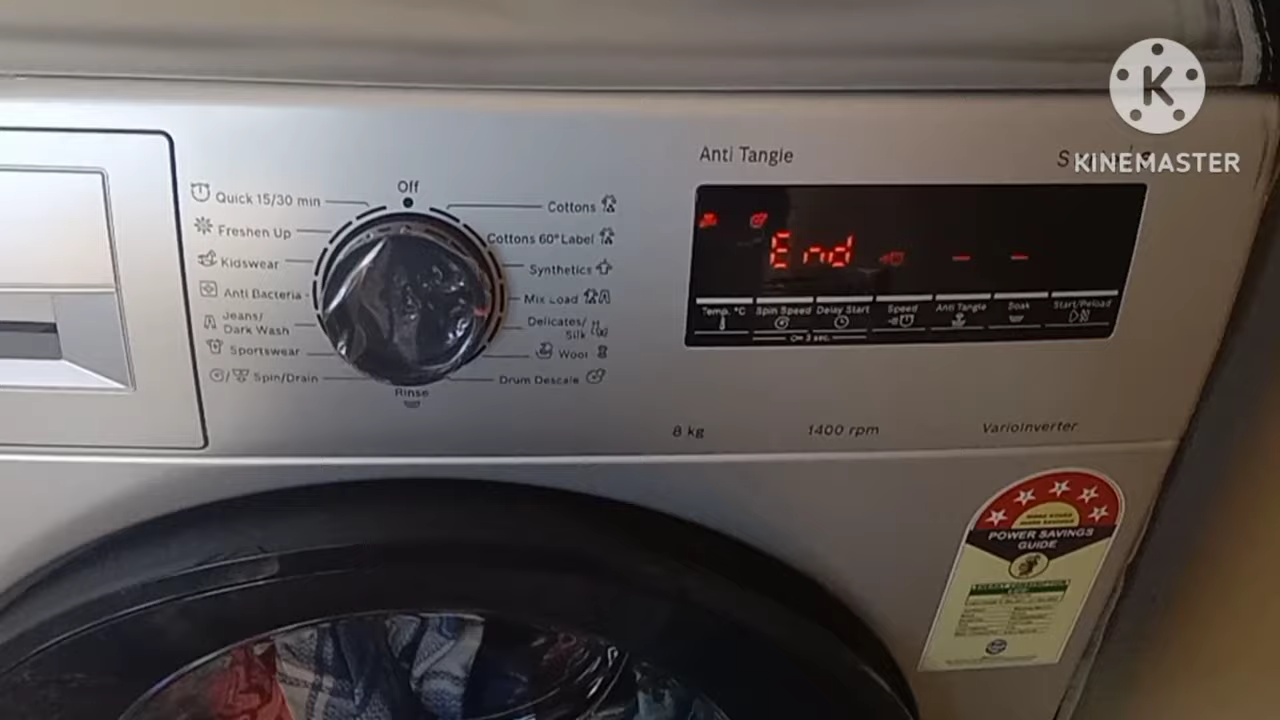 KINEMASTER
Anti Tangle
Off
Quick 15/30 min
Freshen Up
Kidswear
Anti Bacteria
Jeans/
Dark Wash
Sportswear
Spin/Drain
Rinse
Cottons
Cottons 60° Label
Synthetics
Mix Load
Delicates/
Silk
Wool
Drum Descale
End - -
Temp. °C Spin Speed Delay Start Speed Anti Tangle Soak Start/Reload
3 sec.
8 kg 1400 rpm VarioInverter
POWER SAVINGS
GUIDE